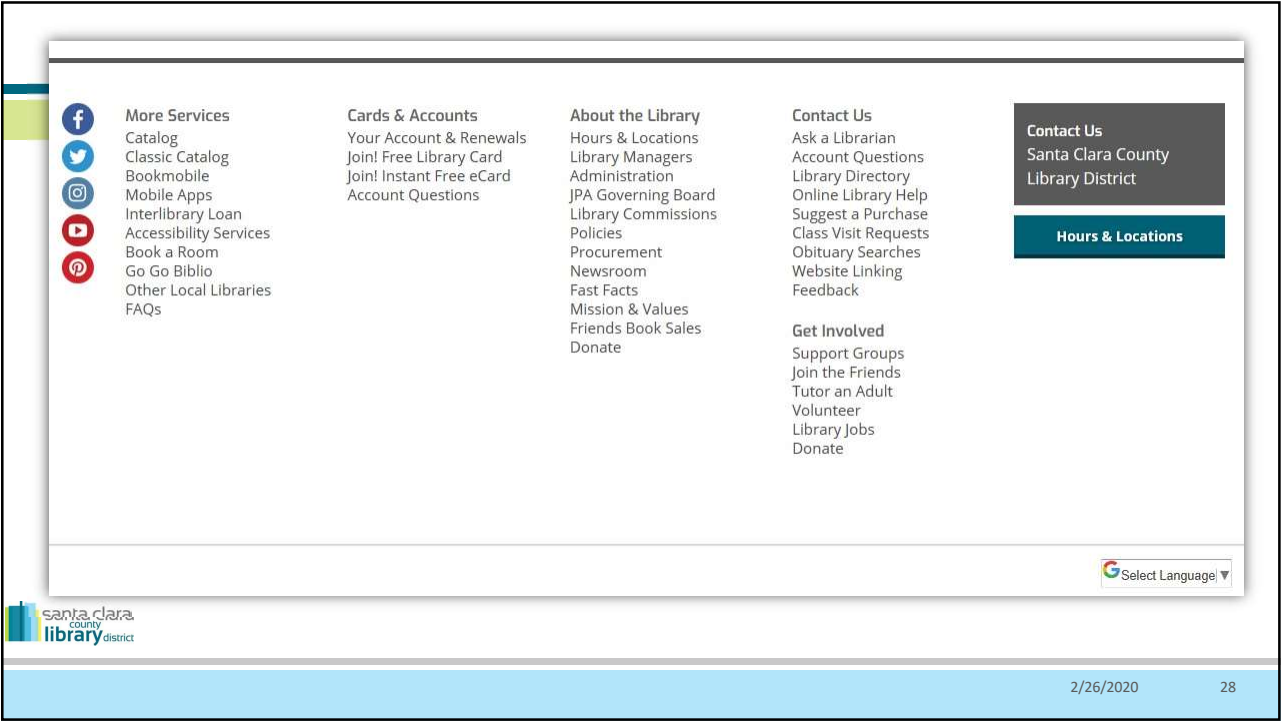 More Services
Catalog
Classic Catalog
Bookmobile
Mobile Apps
Interlibrary Loan
Accessibility Services
Book a Room
Go Go Biblio
Other Local Libraries
FAQs
Cards & Accounts
Your Account & Renewals
Join! Free Library Card
Join! Instant Free eCard
Account Questions
About the Library
Hours & Locations
Library Managers
Administration
JPA Governing Board
Library Commissions
Policies
Procurement
Newsroom
Fast Facts
Mission & Values
Friends Book Sales
Donate
Contact Us
Ask a Librarian
Account Questions
Library Directory
Online Library Help
Suggest a Purchase
Class Visit Requests
Obituary Searches
Website Linking
Feedback
Get Involved
Support Groups
Join the Friends
Tutor an Adult
Volunteer
Library Jobs
Donate
Contact Us
Santa Clara County
Library District
Hours & Locations
Select Language
santa clara
county
library district
2/26/2020
28